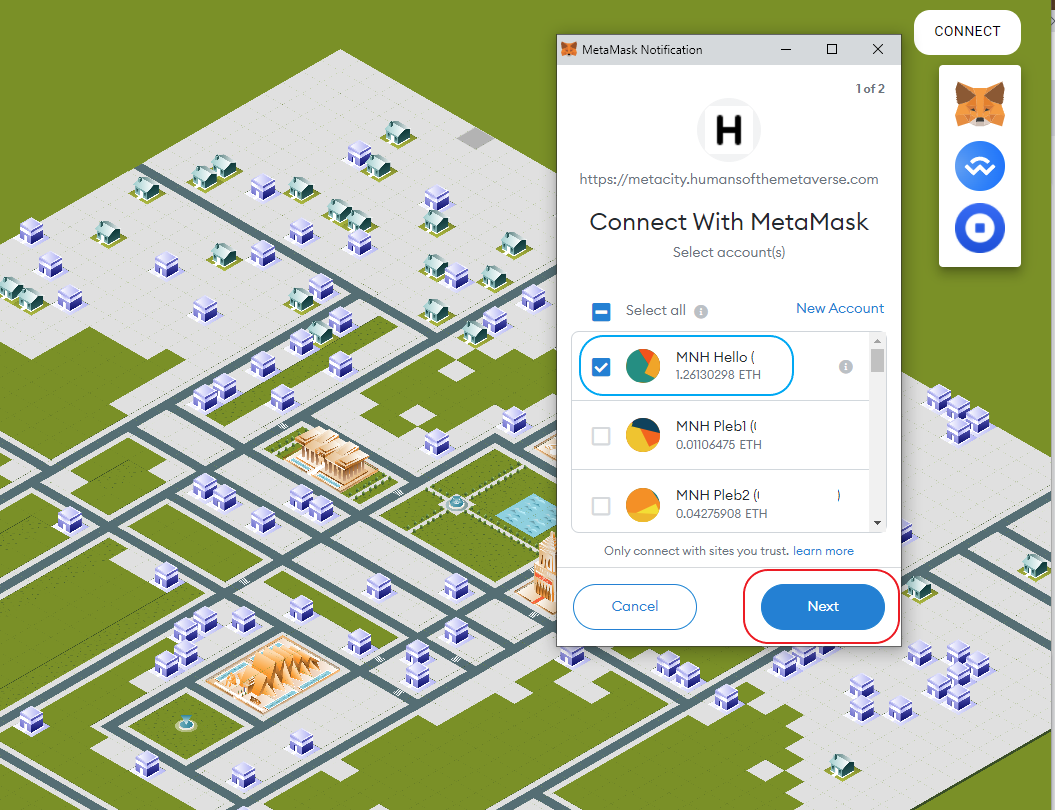 CONNECT
MetaMask Notification
1 of 2
H
https://metacity.humansofthemetaverse.com
Connect With MetaMask
Select account(s)
Select all
New Account
MNH Hello (
1.26130298 ETH
MNH Pleb1 (
0.01106475 ETH
MNH Pleb2 ( )
0.04275908 ETH
Only connect with sites you trust. learn more
Cancel
Next